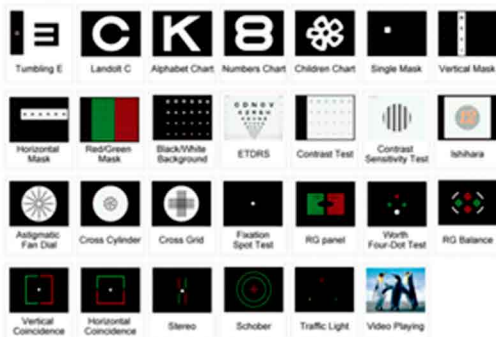 E
C
K
8
Tumbling E
Landolt C
Alphabet Chart
Numbers Chart
Children Chart
Single Mask
Vertical Mask
Horizontal
Mask
Red/Green
Mask
Black/White
Background
ETDRS
Contrast Test
Contrast
Sensitivity Test
Ishihara
Astigmatic
Fan Dial
Cross Cylinder
Cross Grid
Fixation
Spot Test
RG panel
Worth
Four-Dot Test
RG Balance
Vertical
Coincidence
Horizontal
Coincidence
Stereo
Schober
Traffic Light
Video Playing